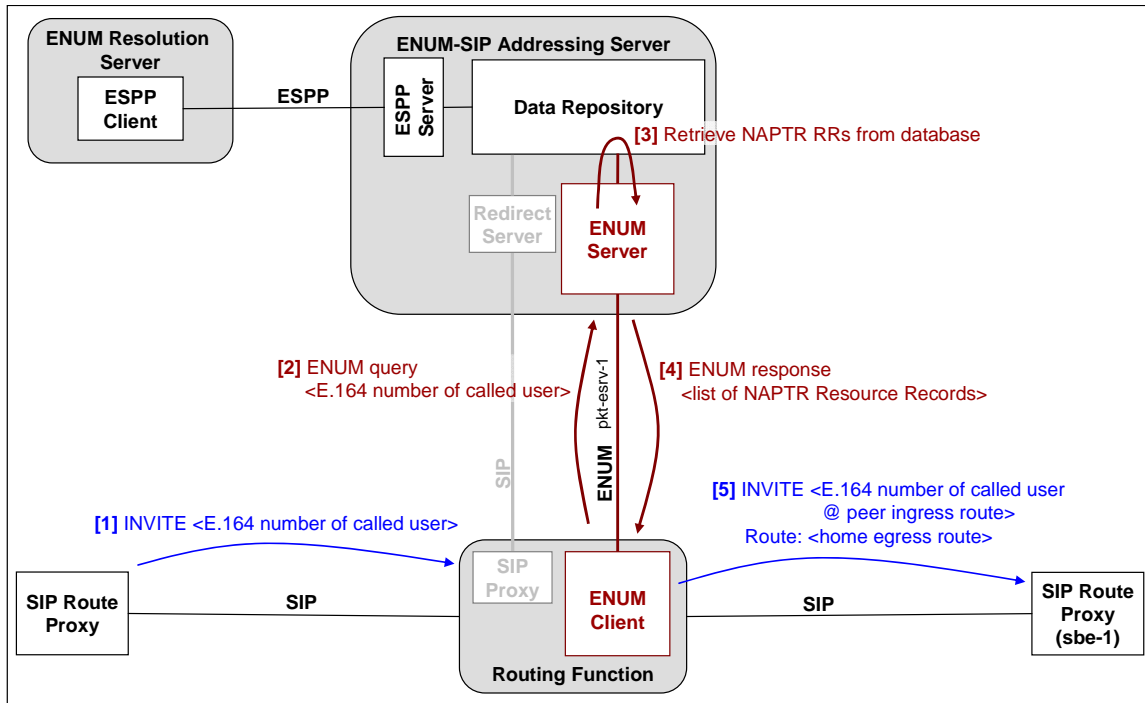 ENUM Resolution
Server
ESPP
Client
ESPP
ENUM-SIP Addressing Server
ESPP
Server
Data Repository
[3] Retrieve NAPTR RRs from database
Redirect
Server
ENUM
Server
[2] ENUM query
<E.164 number of called user>
[4] ENUM response
<list of NAPTR Resource Records>
SIP
ENUM
pkt-esrv-1
[1] INVITE <E.164 number of called user>
[5] INVITE <E.164 number of called user
@ peer ingress route>
Route: <home egress route>
SIP Route
Proxy
SIP
SIP
Proxy
ENUM
Client
Routing Function
SIP
SIP Route
Proxy
(sbe-1)